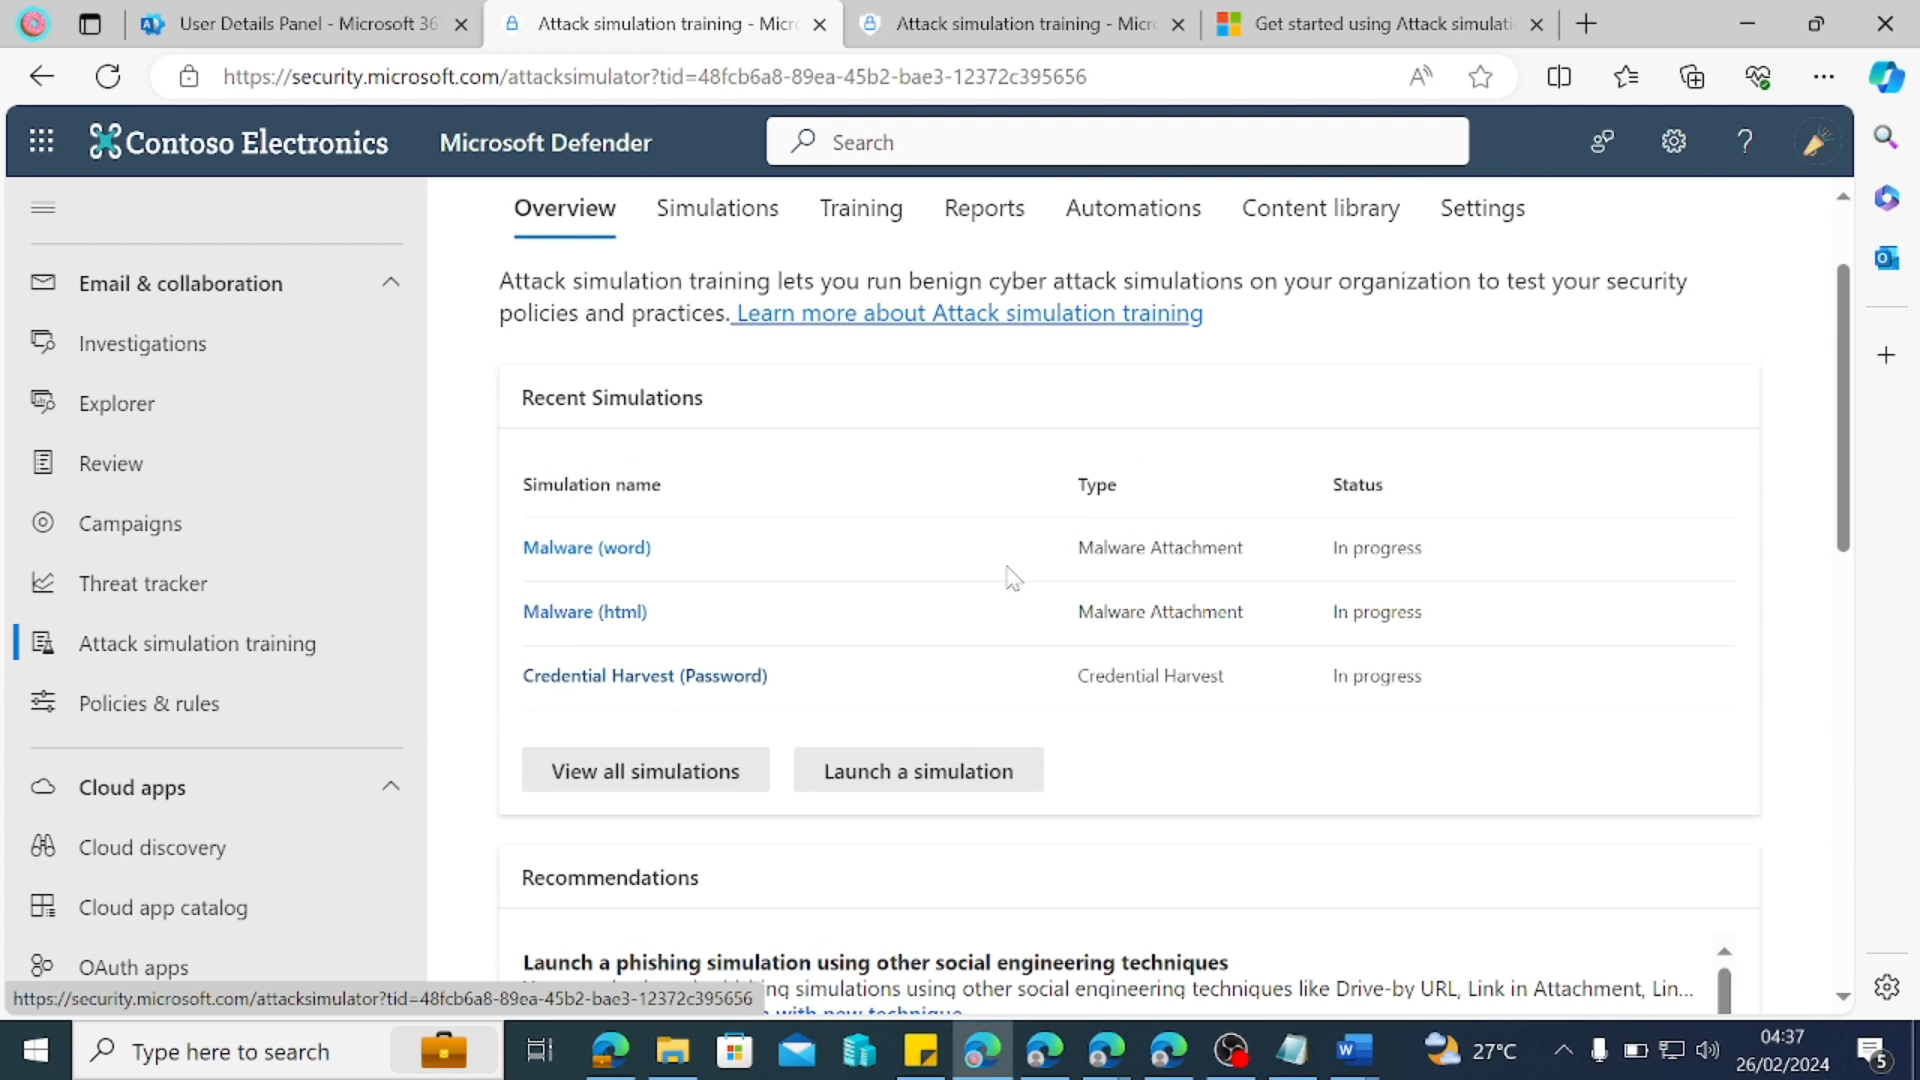 User Details Panel - Microsoft 36
Attack simulation training - Micr
Attack simulation training - Micr
Get started using Attack simulati
https://security.microsoft.com/attacksimulator?tid=48fcb6a8-89ea-45b2-bae3-12372c395656
Contoso Electronics
Microsoft Defender
Search
Overview
Simulations
Training
Reports
Automations
Content library
Settings
Email & collaboration
Investigations
Explorer
Review
Campaigns
Threat tracker
Attack simulation training
Policies & rules
Cloud apps
Cloud discovery
Cloud app catalog
OAuth apps
Attack simulation training lets you run benign cyber attack simulations on your organization to test your security
policies and practices. Learn more about Attack simulation training
Recent Simulations
Simulation name Type Status
Malware (word) Malware Attachment In progress
Malware (html) Malware Attachment In progress
Credential Harvest (Password) Credential Harvest In progress
View all simulations
Launch a simulation
Recommendations
Launch a phishing simulation using other social engineering techniques
simulations using other social engineering techniques like Drive-by URL, Link in Attachment, Lin...
with new technique
https://security.microsoft.com/attacksimulator?tid=48fcb6a8-89ea-45b2-bae3-12372c395656
Type here to search
27°C
04:37
26/02/2024
5